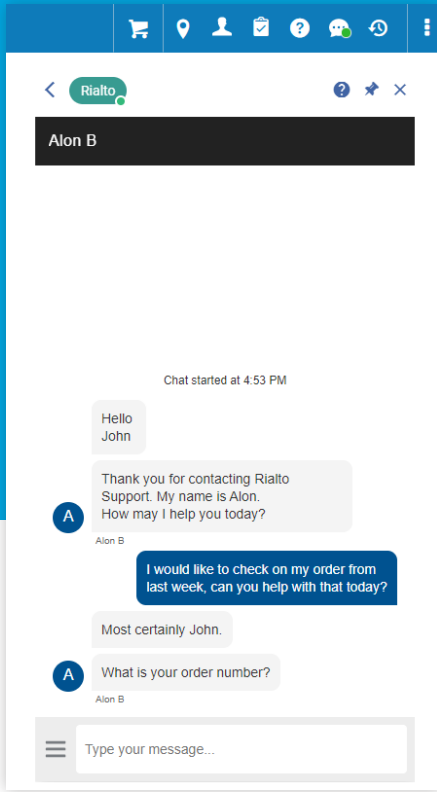 Rialto
Alon B
Chat started at 4:53 PM
Hello
John
Thank you for contacting Rialto
Support. My name is Alon.
How may I help you today?
A
Alon B
I would like to check on my order from
last week, can you help with that today?
Most certainly John.
What is your order number?
A
Alon B
Type your message...